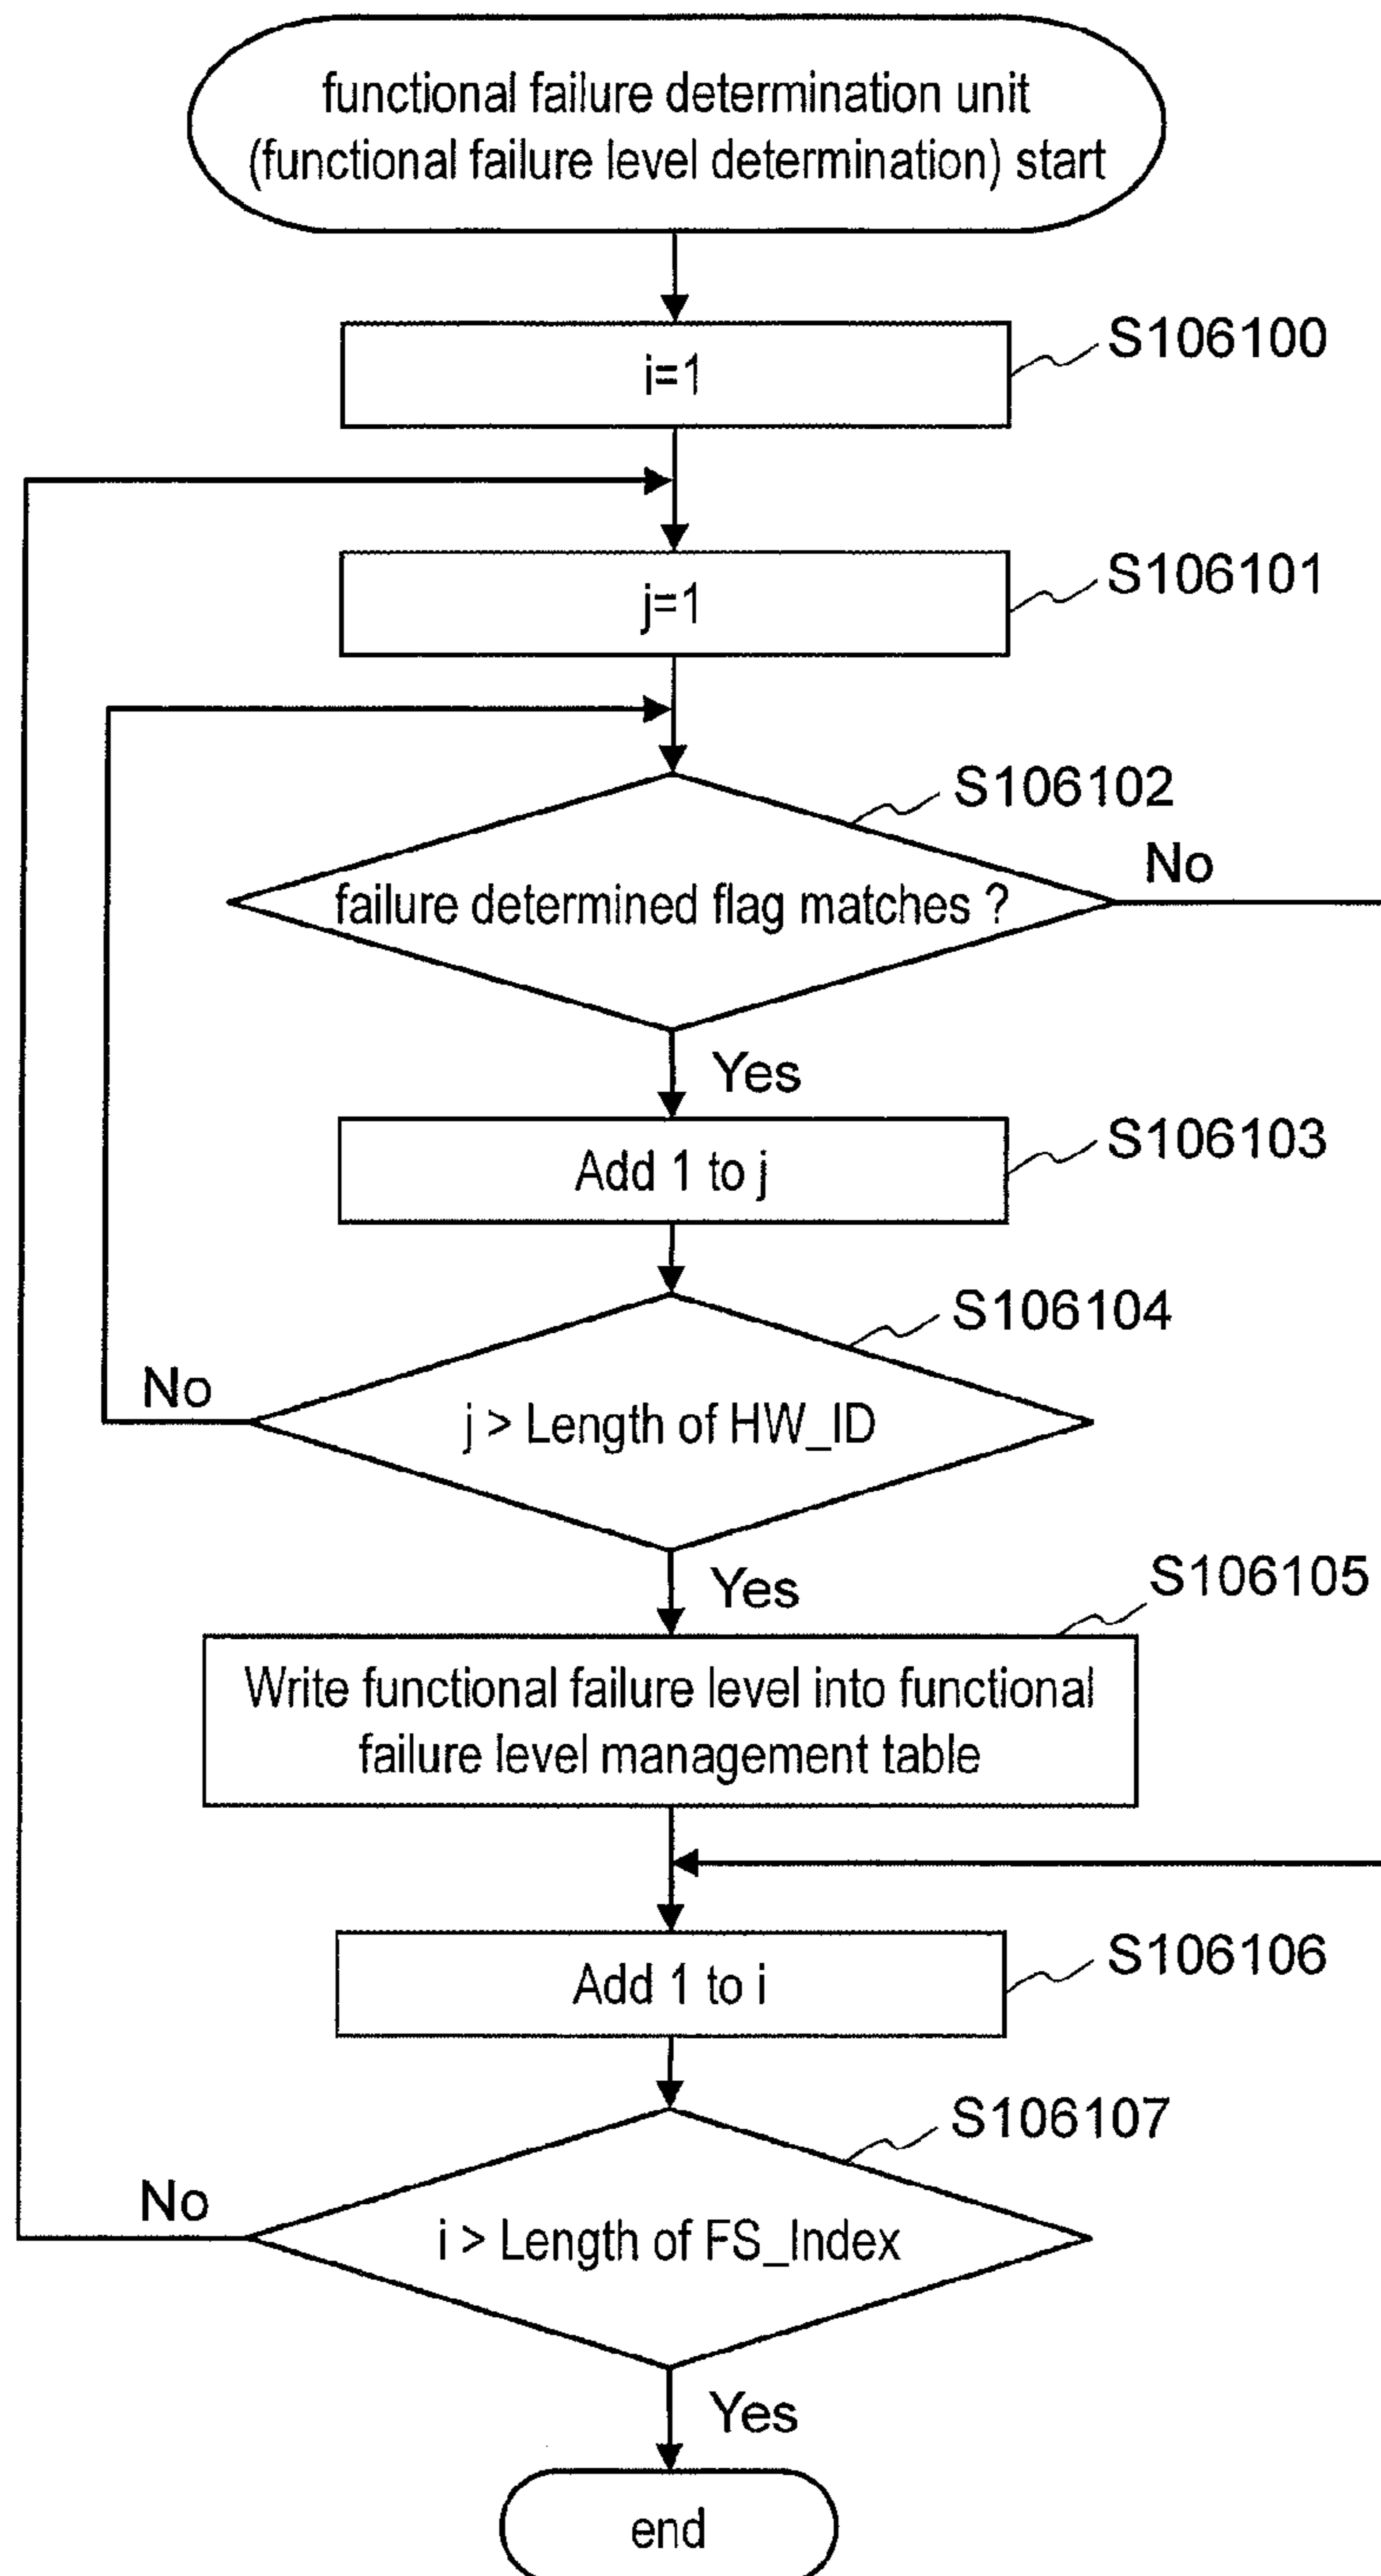 functional failure determination unit
(functional failure level determination) start
S106100
i=1
S106101
j=1
S106102
No
failure determined flag matches ?
Yes
S106103
Add 1 to j
S106104
No
j > Length of HW_ID
Yes
S106105
Write functional failure level into functional
failure level management table
S106106
Add 1 to i
S106107
No
i > Length of FS_Index
Yes
end